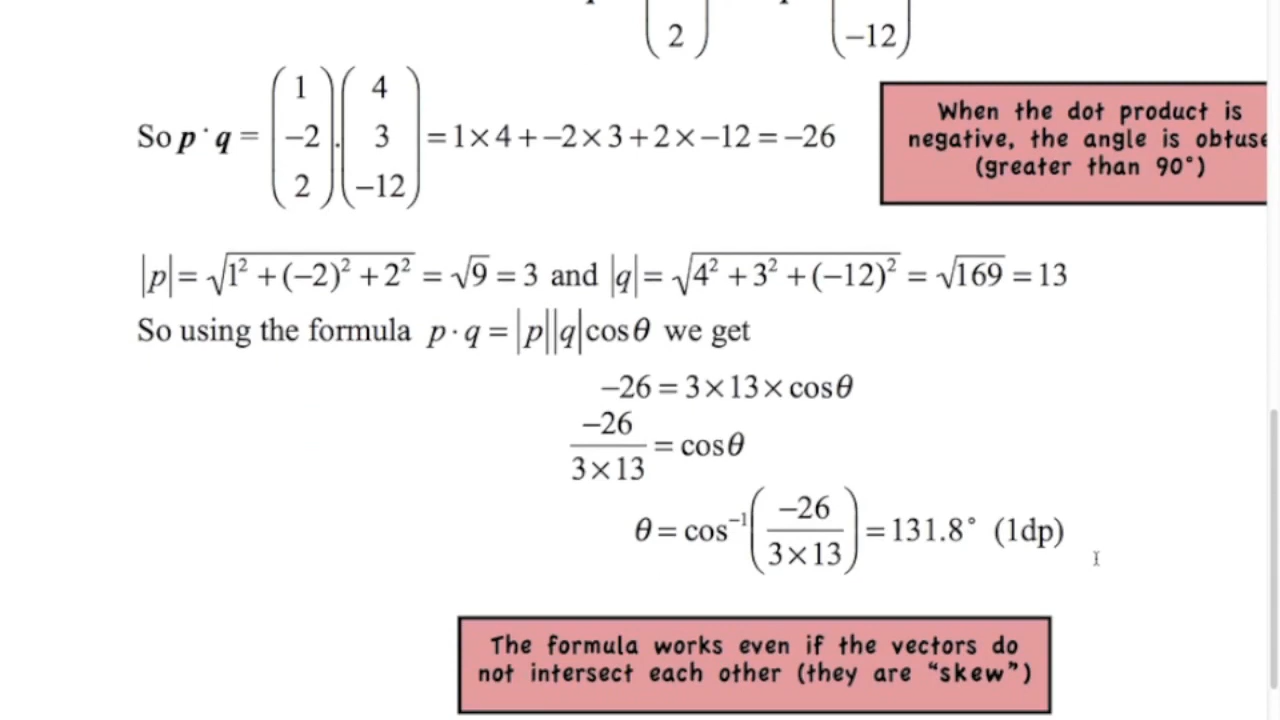 2 −12
So p · q = (1 −2 2) . (4 3 −12) = 1×4 + −2×3 + 2×−12 = −26
When the dot product is
negative, the angle is obtuse
(greater than 90°)
|p| = √(1² + (−2)² + 2²) = √9 = 3 and |q| = √(4² + 3² + (−12)²) = √169 = 13
So using the formula p · q = |p||q|cosθ we get
−26 = 3×13×cosθ
−26/(3×13) = cosθ
θ = cos⁻¹(−26/(3×13)) = 131.8° (1dp)
The formula works even if the vectors do
not intersect each other (they are “skew”)